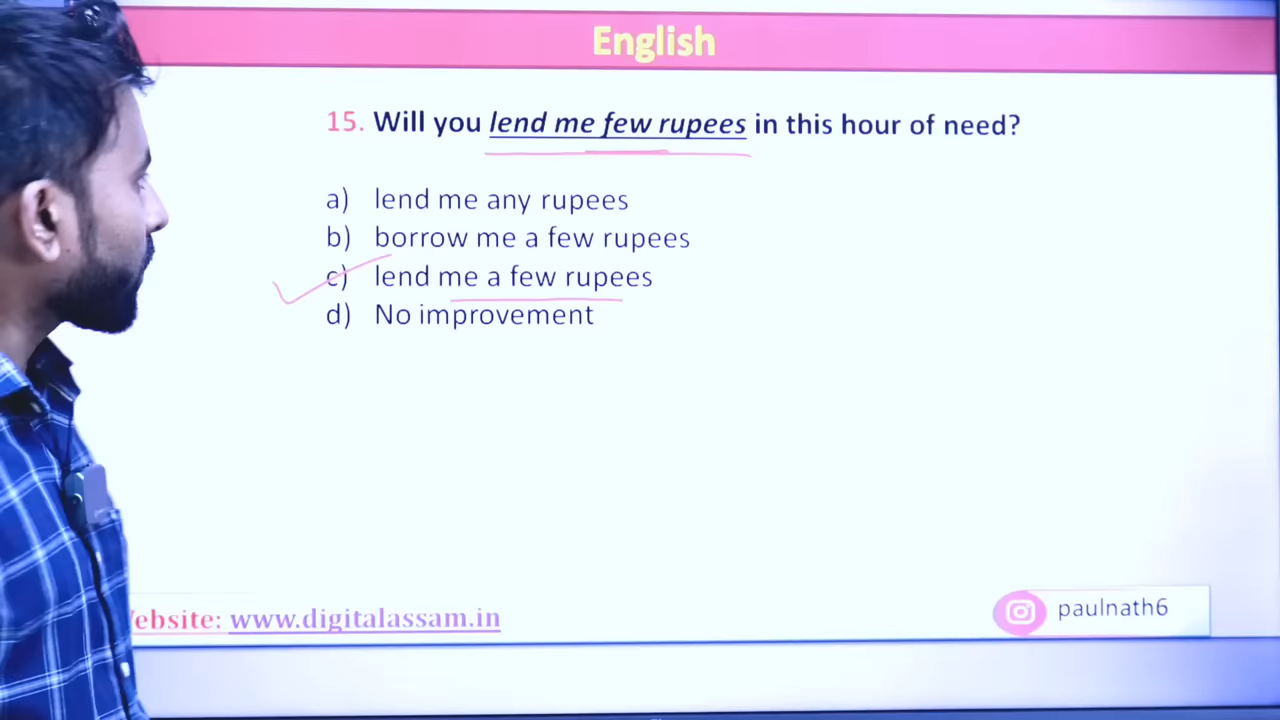 English
15. Will you lend me few rupees in this hour of need?
a) lend me any rupees
b) borrow me a few rupees
c) lend me a few rupees
d) No improvement
Website: www.digitalassam.in
paulnath6